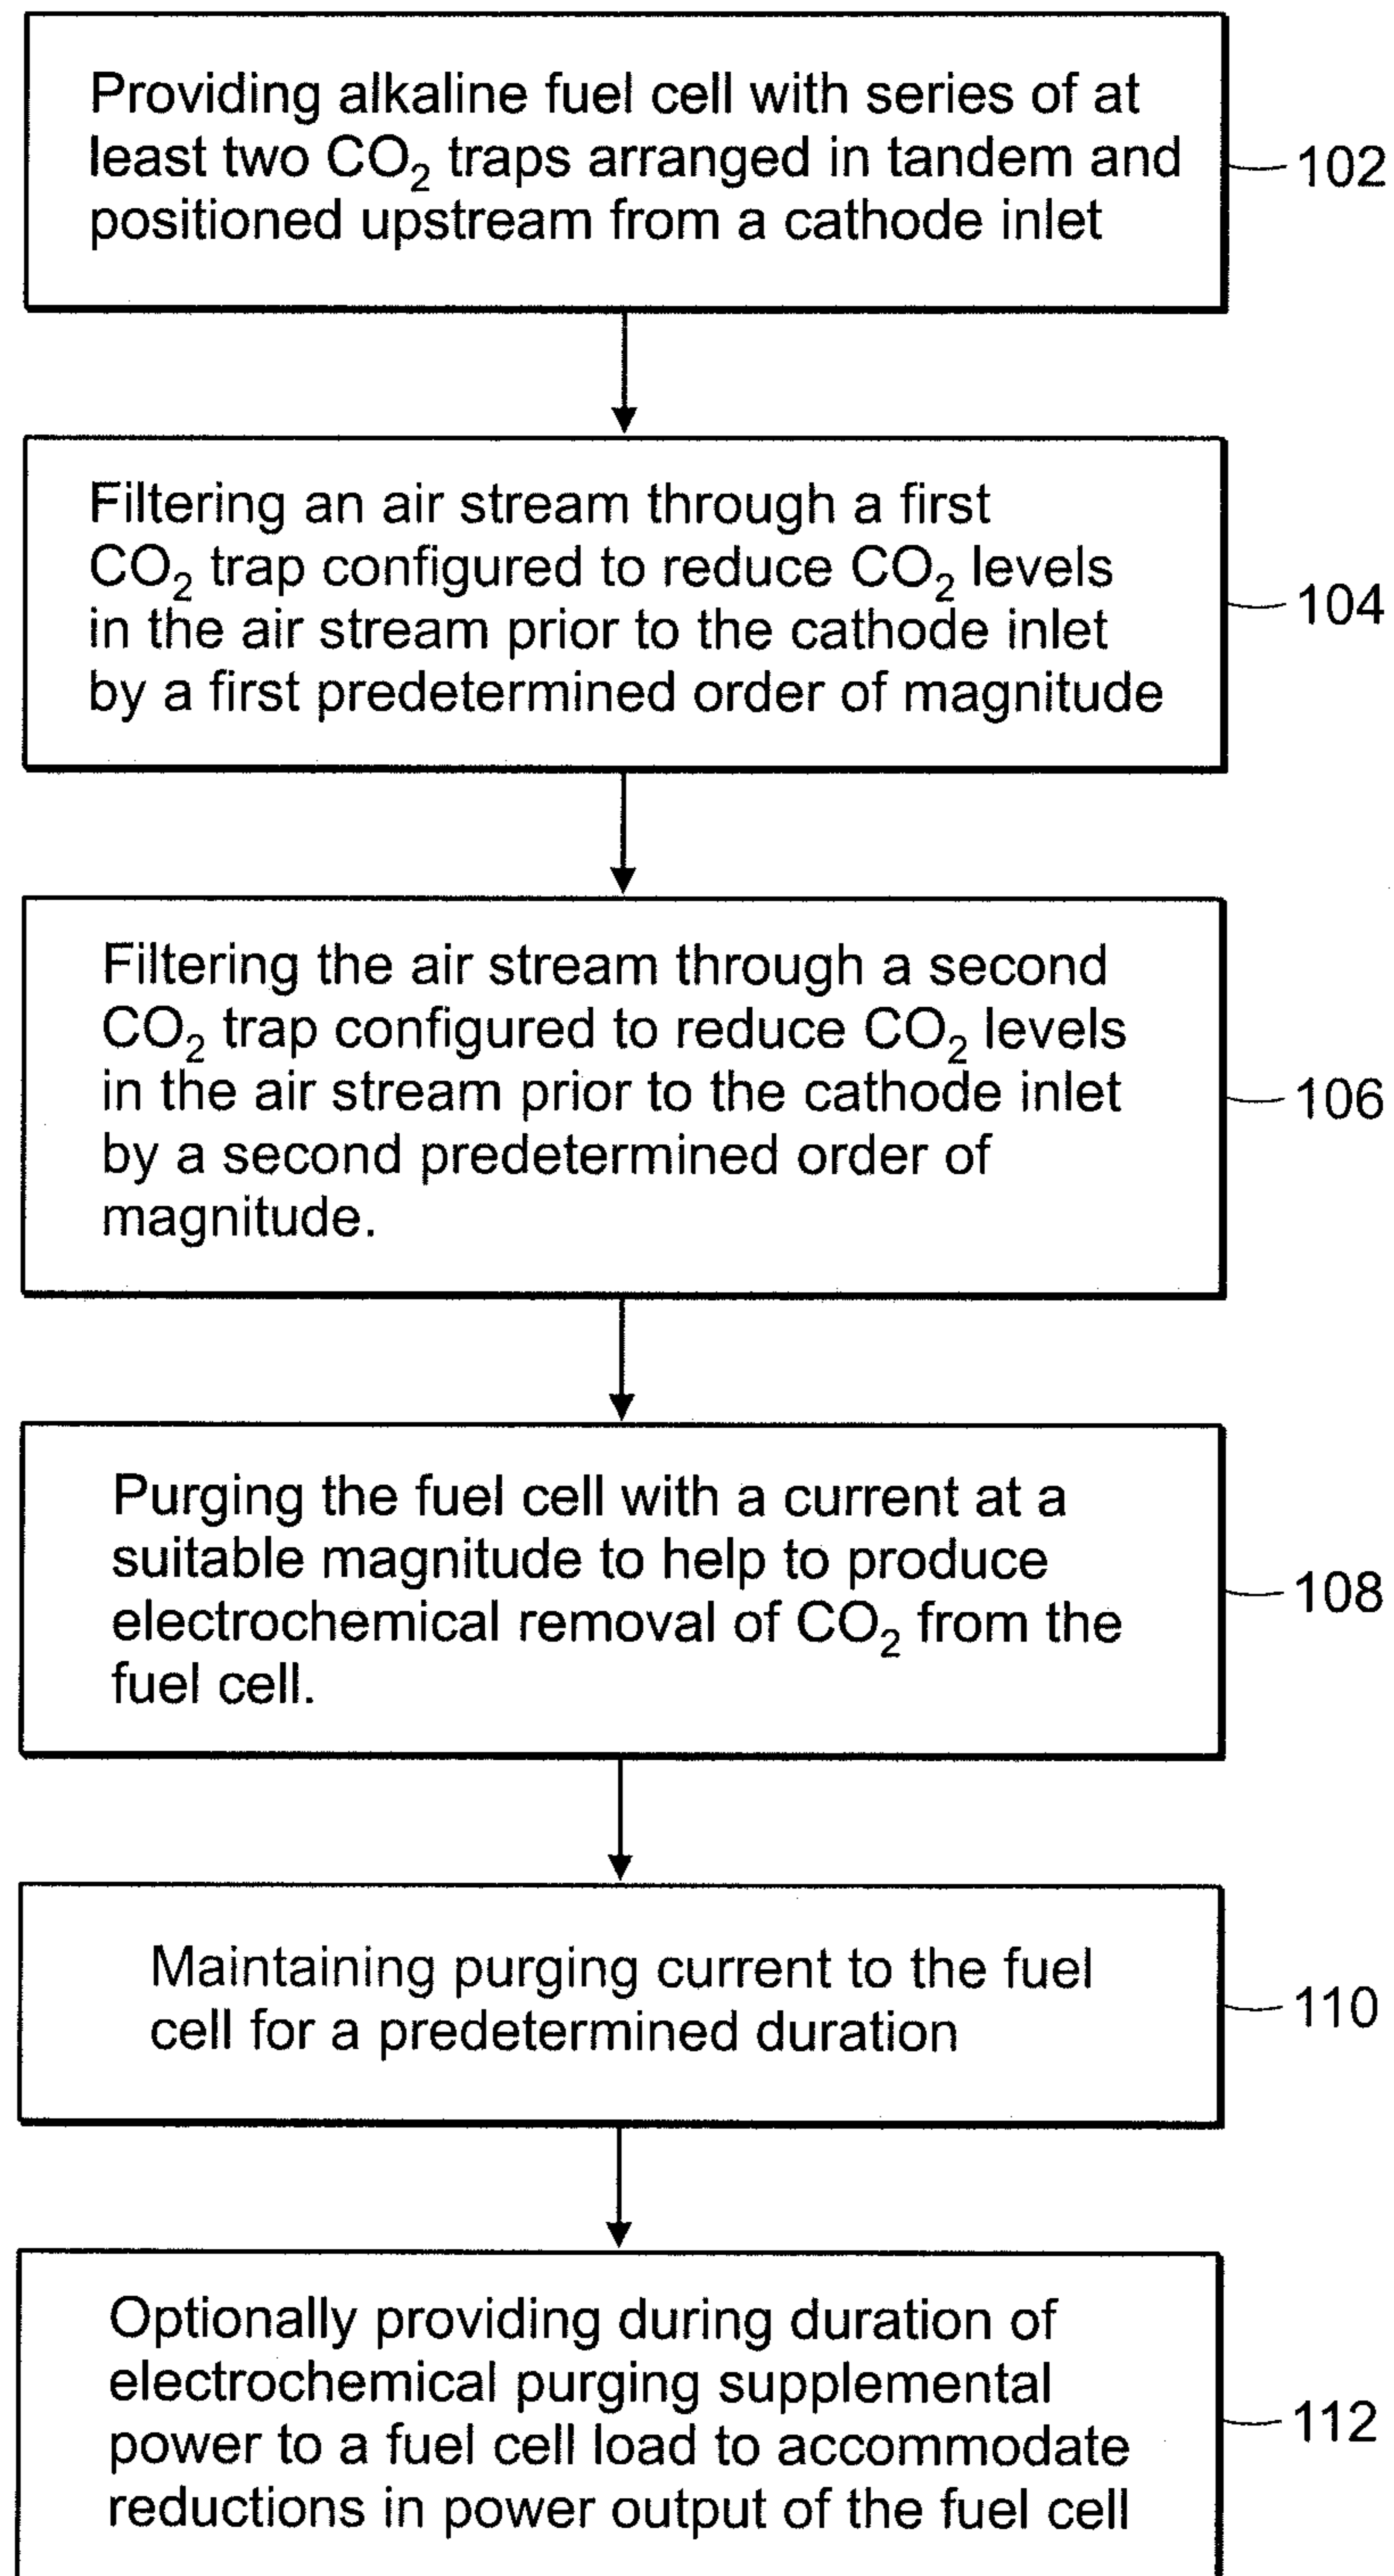 Providing alkaline fuel cell with series of at
least two CO₂ traps arranged in tandem and
positioned upstream from a cathode inlet
102
Filtering an air stream through a first
CO₂ trap configured to reduce CO₂ levels
in the air stream prior to the cathode inlet
by a first predetermined order of magnitude
104
Filtering the air stream through a second
CO₂ trap configured to reduce CO₂ levels
in the air stream prior to the cathode inlet
by a second predetermined order of
magnitude.
106
Purging the fuel cell with a current at a
suitable magnitude to help to produce
electrochemical removal of CO₂ from the
fuel cell.
108
Maintaining purging current to the fuel
cell for a predetermined duration
110
Optionally providing during duration of
electrochemical purging supplemental
power to a fuel cell load to accommodate
reductions in power output of the fuel cell
112